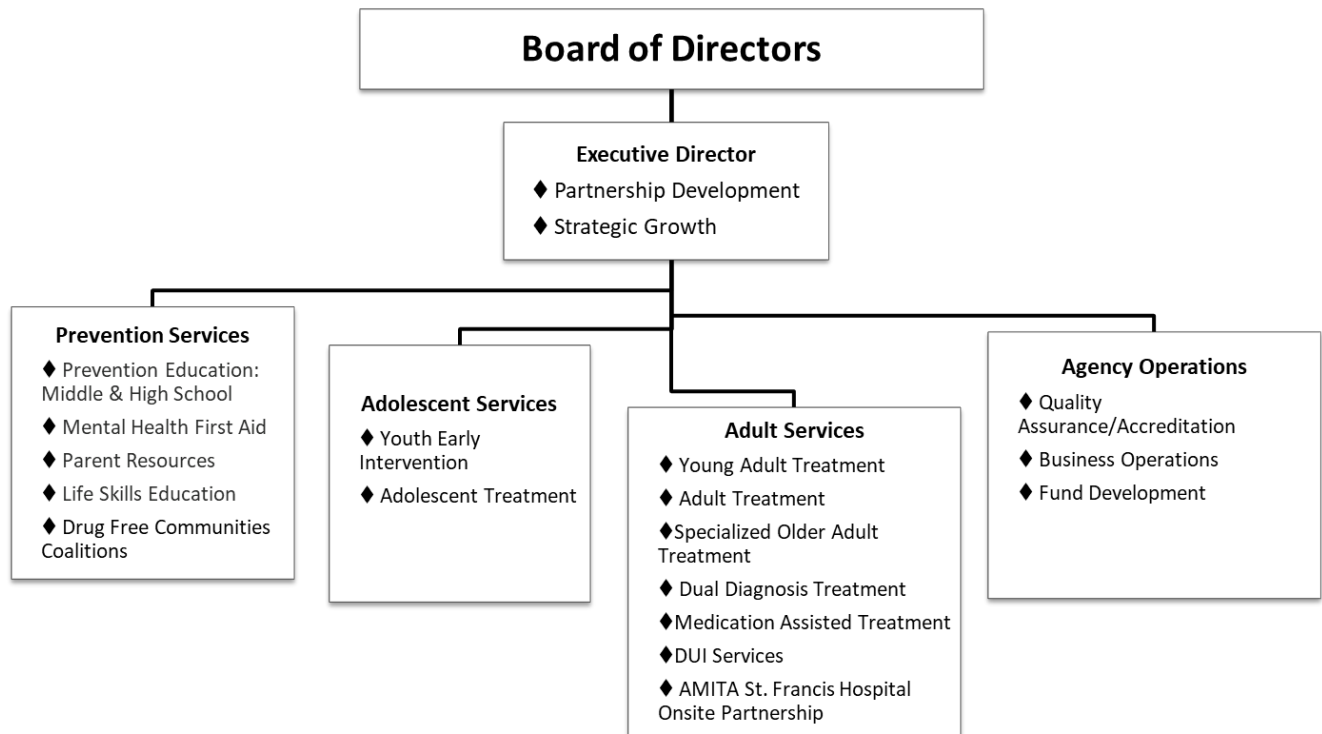 Board of Directors
Executive Director
♦ Partnership Development
♦ Strategic Growth
Prevention Services
♦ Prevention Education:
Middle & High School
♦ Mental Health First Aid
♦ Parent Resources
♦ Life Skills Education
♦ Drug Free Communities
Coalitions
Adolescent Services
♦ Youth Early
Intervention
♦ Adolescent Treatment
Adult Services
♦ Young Adult Treatment
♦ Adult Treatment
♦Specialized Older Adult
Treatment
♦ Dual Diagnosis Treatment
♦Medication Assisted Treatment
♦DUI Services
♦ AMITA St. Francis Hospital
Onsite Partnership
Agency Operations
♦ Quality
Assurance/Accreditation
♦ Business Operations
♦ Fund Development